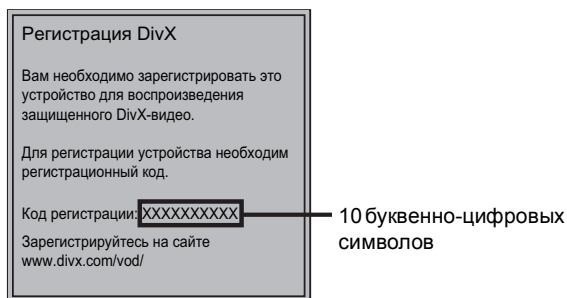 Регистрация DivX
Вам необходимо зарегистрировать это
устройство для воспроизведения
защищенного DivX-видео.
Для регистрации устройства необходим
регистрационный код.
Код регистрации: XXXXXXXXXX
10 буквенно-цифровых
символов
Зарегистрируйтесь на сайте
www.divx.com/vod/